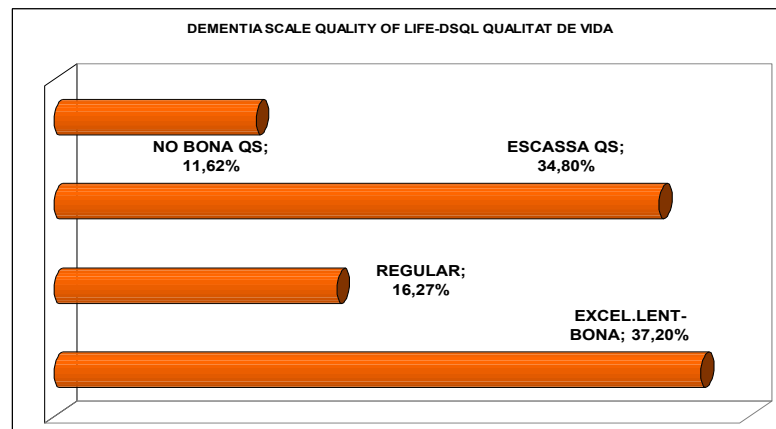 DEMENTIA SCALE QUALITY OF LIFE-DSQL QUALITAT DE VIDA
NO BONA QS;
11,62%
ESCASSA QS;
34,80%
REGULAR;
16,27%
EXCEL.LENT-
BONA; 37,20%